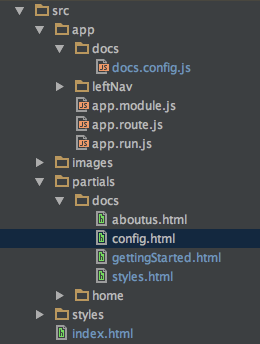 src
app
docs
docs.config.js
leftNav
app.module.js
app.route.js
app.run.js
images
partials
docs
aboutus.html
config.html
gettingStarted.html
styles.html
home
styles
index.html